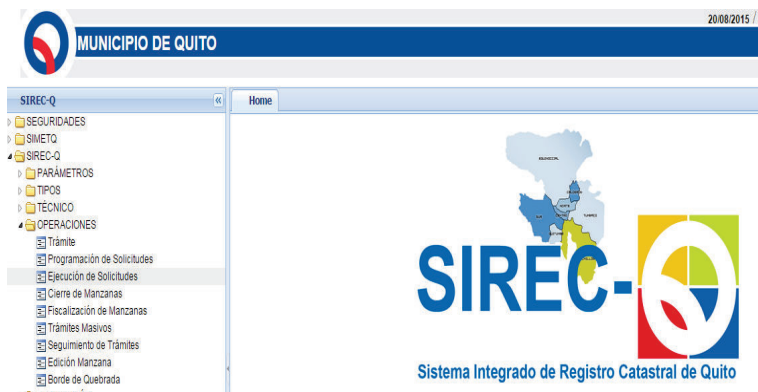 20/08/2015 /
MUNICIPIO DE QUITO
SIREC-Q
Home
SEGURIDADES
SIMETQ
SIREC-Q
PARÁMETROS
TIPOS
TÉCNICO
OPERACIONES
Trámite
Programación de Solicitudes
Ejecución de Solicitudes
Cierre de Manzanas
Fiscalización de Manzanas
Trámites Masivos
Seguimiento de Trámites
Edición Manzana
Borde de Quebrada
SIREC-Q
Sistema Integrado de Registro Catastral de Quito